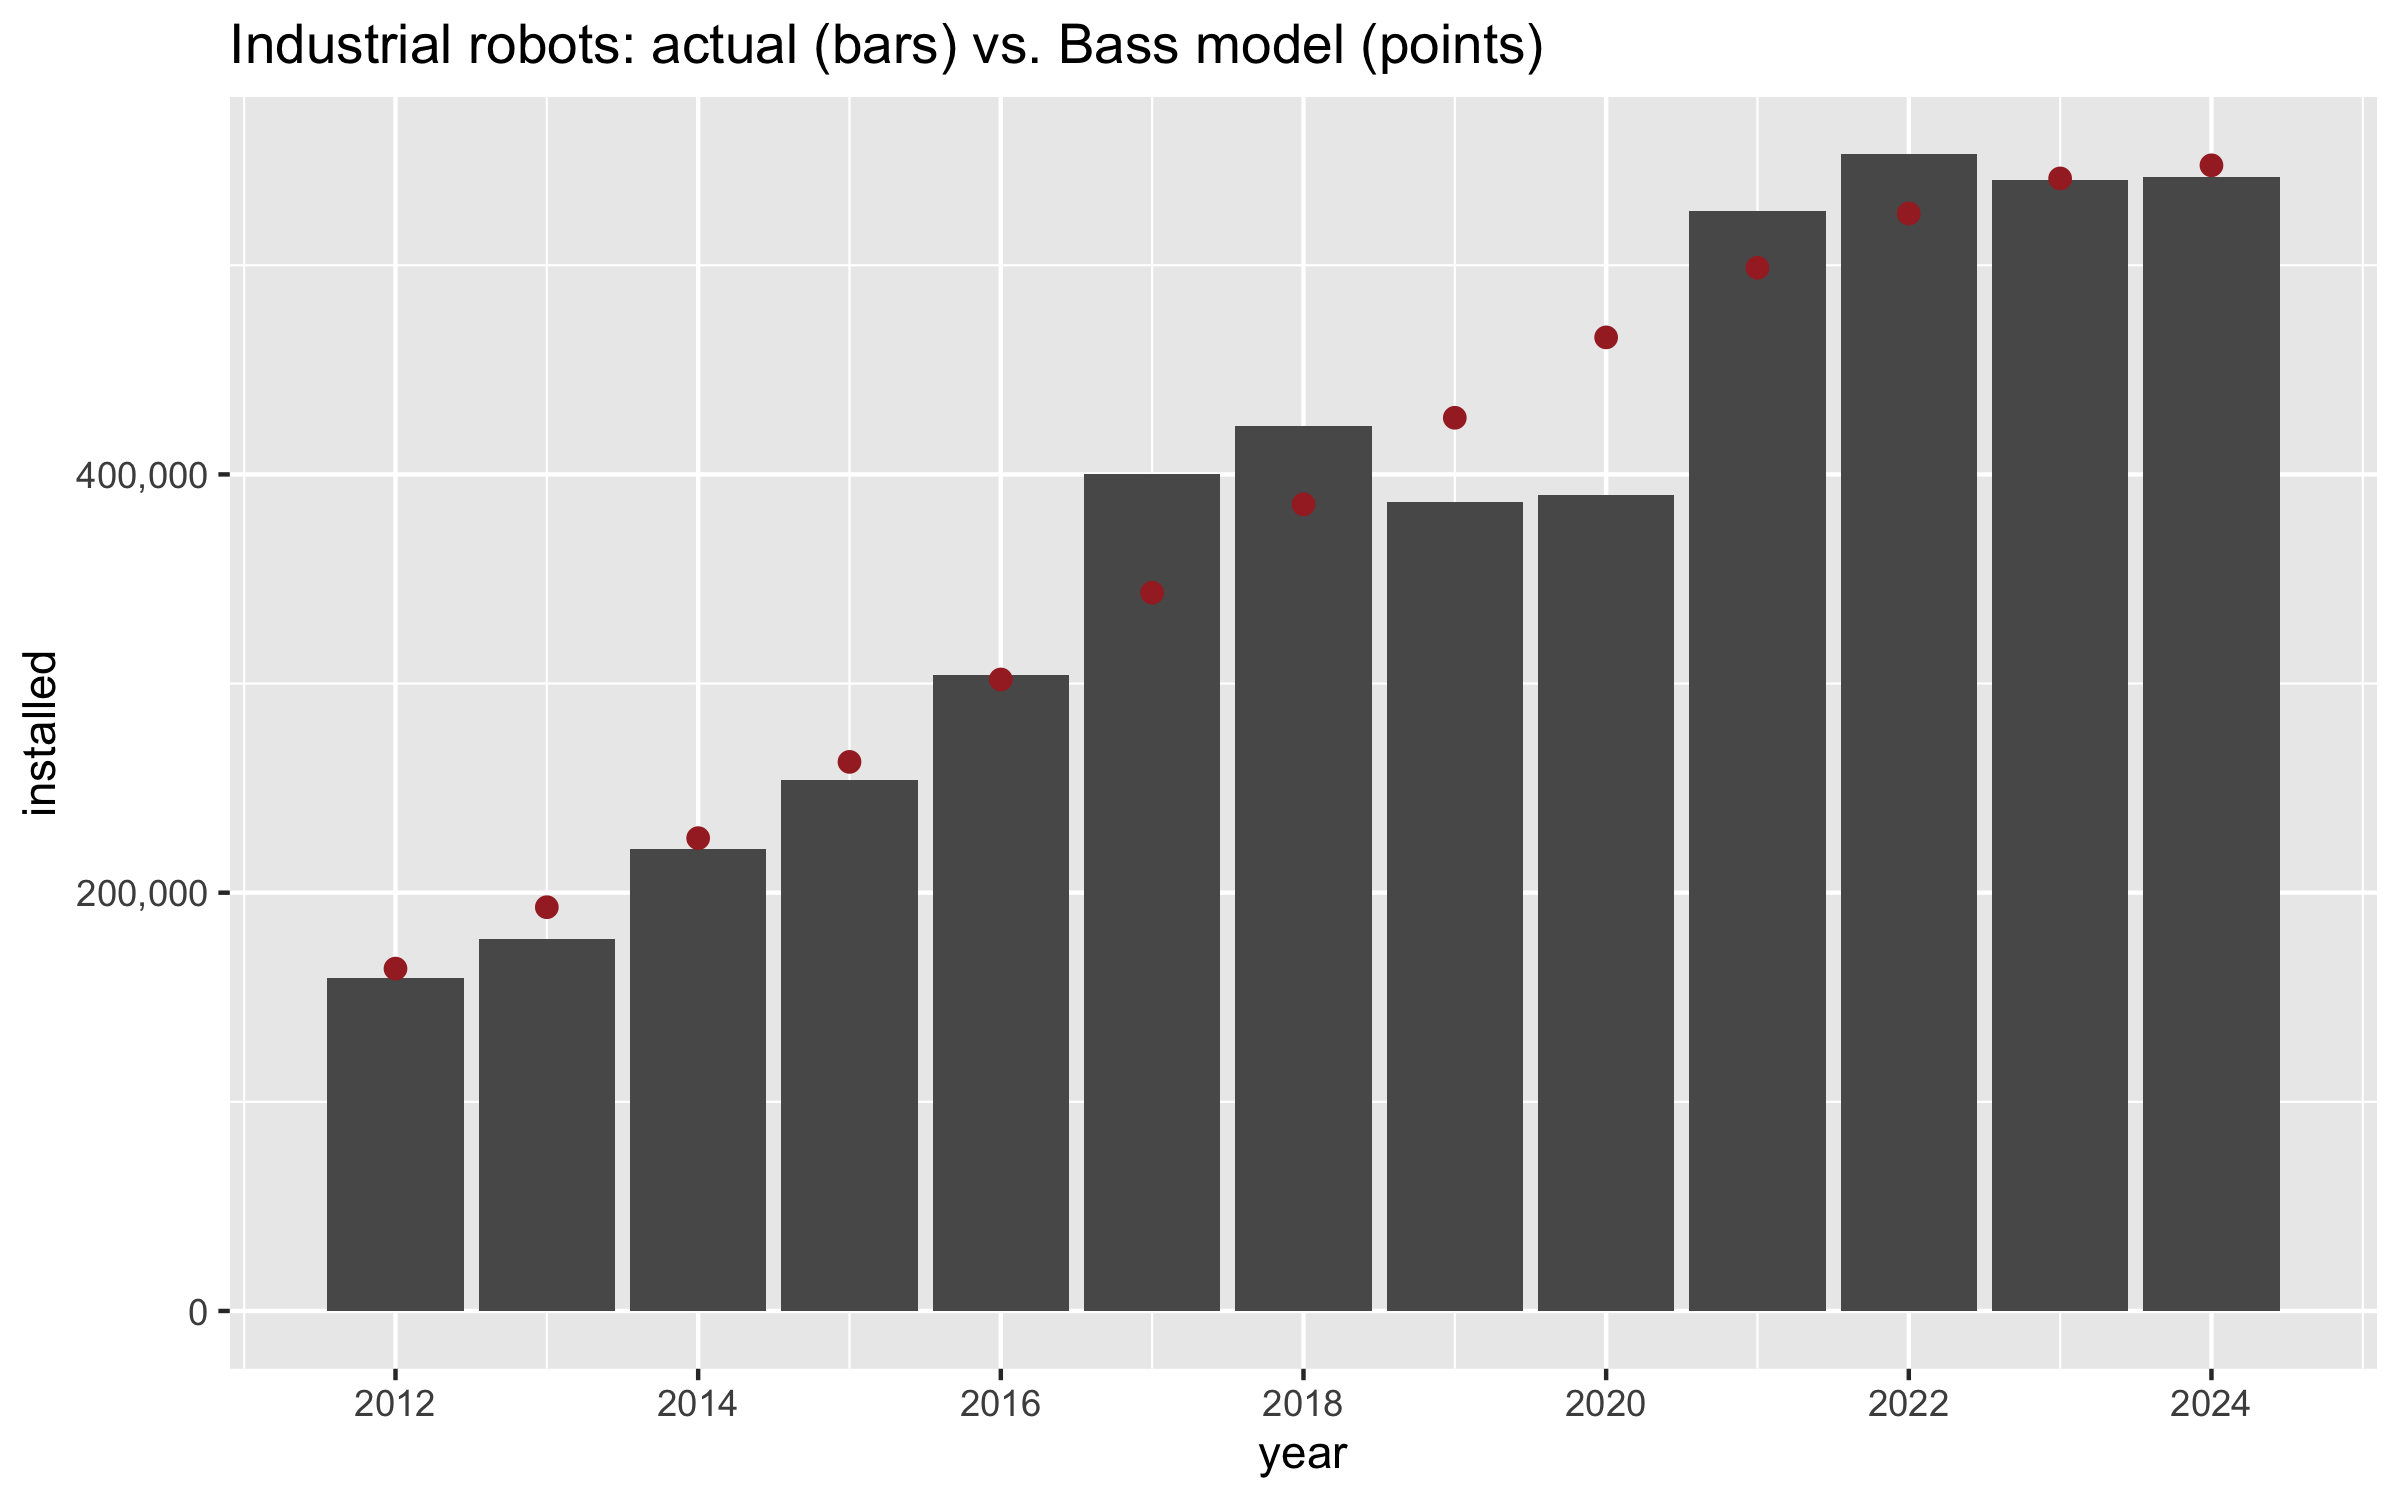 Industrial robots: actual (bars) vs. Bass model (points)
installed
400,000
200,000
0
2012 2014 2016 2018 2020 2022 2024
year